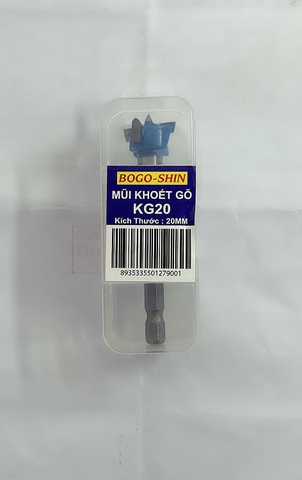 BOGO-SHIN
MŨI KHOÉT GỖ
KG20
Kích Thước : 20MM
8935335501279001